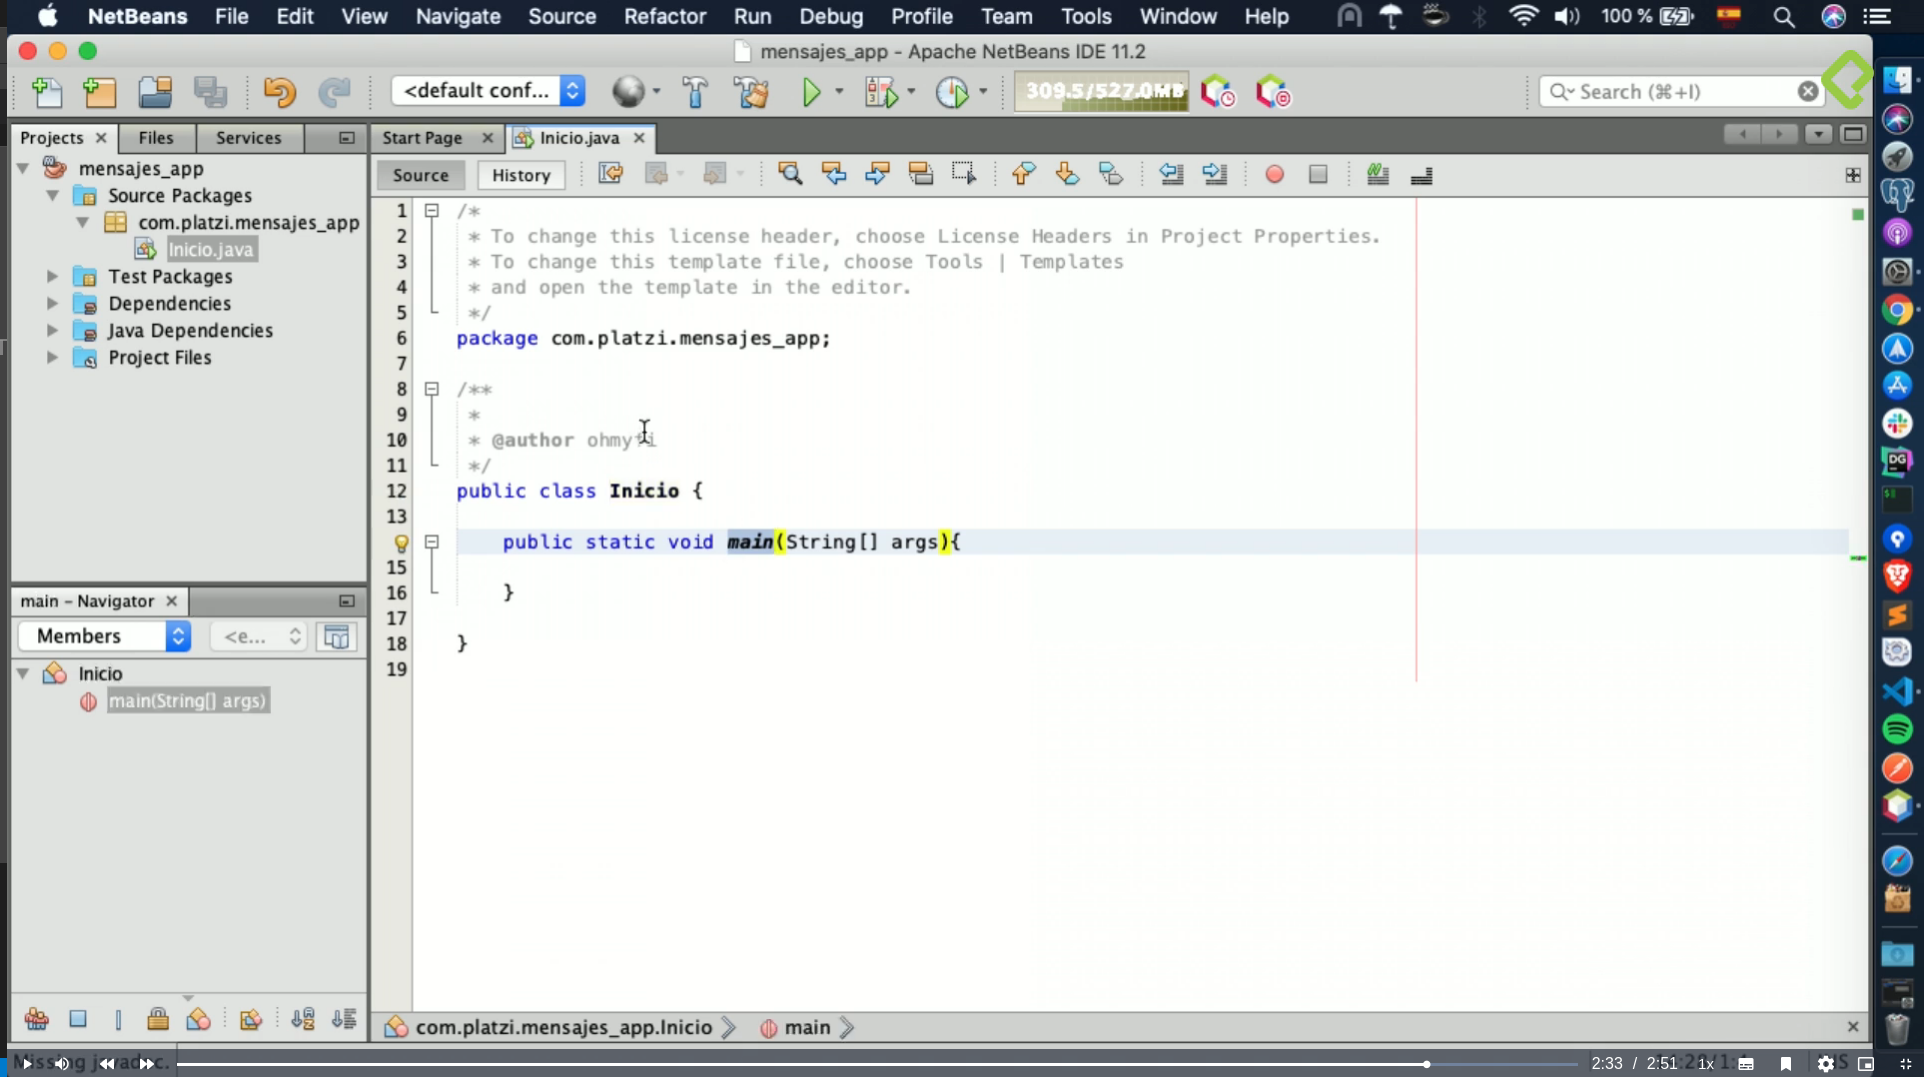 NetBeans File Edit View Navigate Source Refactor Run Debug Profile Team Tools Window Help 100 %
mensajes_app - Apache NetBeans IDE 11.2
<default conf... 309.5/527.0MB Search (⌘+I)
Projects Files Services Start Page Inicio.java
Source History
mensajes_app
Source Packages
com.platzi.mensajes_app
Inicio.java
Test Packages
Dependencies
Java Dependencies
Project Files
1 /*
2 * To change this license header, choose License Headers in Project Properties.
3 * To change this template file, choose Tools | Templates
4 * and open the template in the editor.
5 */
6 package com.platzi.mensajes_app;
7
8 /**
9 *
10 * @author
11 */
12 public class Inicio {
13
public static void main(String[] args){
15
16 }
17
18 }
19
main - Navigator
Members <e...
Inicio
main(String[] args)
com.platzi.mensajes_app.Inicio main
Missing javadoc.
2:33 / 2:51 1x